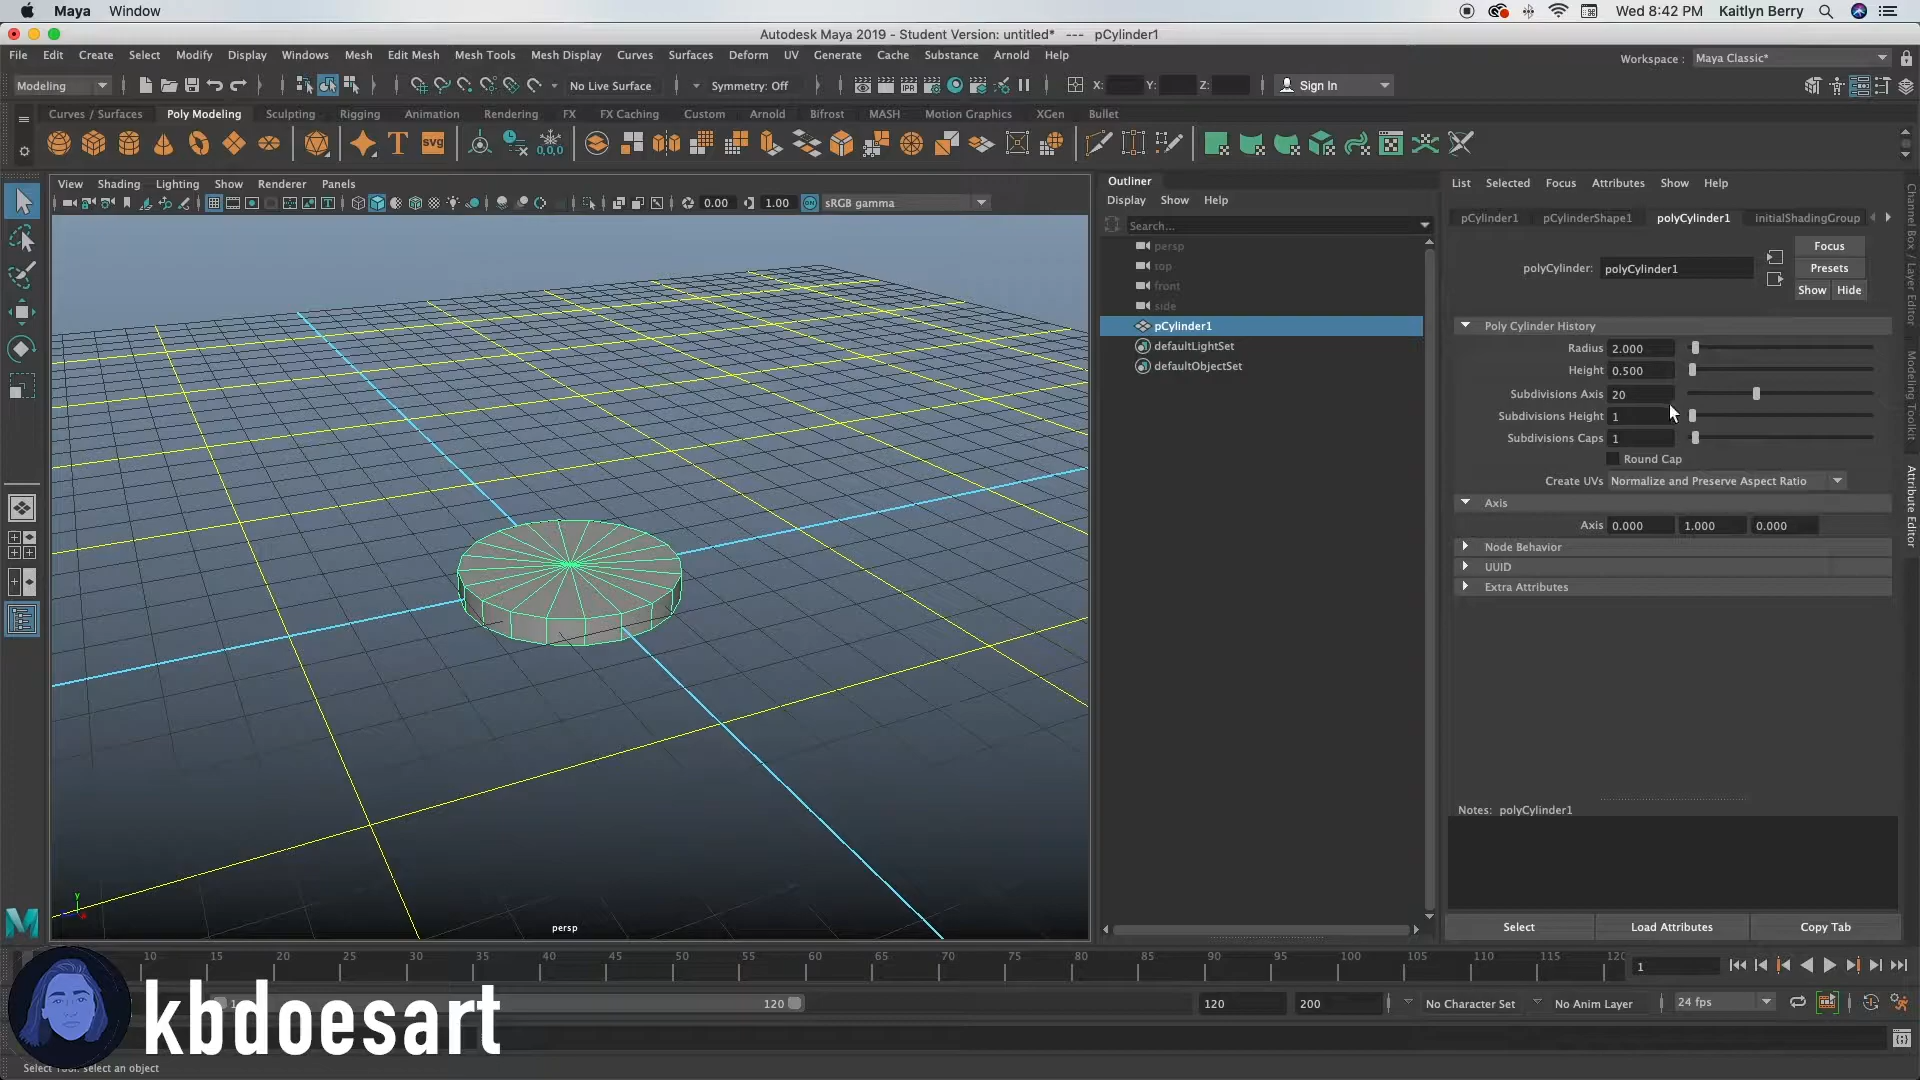 Maya Window
Wed 8:42 PM Kaitlyn Berry
Autodesk Maya 2019 - Student Version: untitled* --- pCylinder1
File Edit Create Select Modify Display Windows Mesh Edit Mesh Mesh Tools Mesh Display Curves Surfaces Deform UV Generate Cache Substance Arnold Help
Workspace : Maya Classic*
Modeling No Live Surface Symmetry: Off X: Y: Z: Sign In
Curves / Surfaces Poly Modeling Sculpting Rigging Animation Rendering FX FX Caching Custom Arnold Bifrost MASH Motion Graphics XGen Bullet
View Shading Lighting Show Renderer Panels
0.00 1.00 sRGB gamma
persp
Outliner
Display Show Help
Search...
persp
top
front
side
pCylinder1
defaultLightSet
defaultObjectSet
List Selected Focus Attributes Show Help
pCylinder1 pCylinderShape1 polyCylinder1 initialShadingGroup
polyCylinder: polyCylinder1
Focus
Presets
Show Hide
Poly Cylinder History
Radius 2.000
Height 0.500
Subdivisions Axis 20
Subdivisions Height 1
Subdivisions Caps 1
Round Cap
Create UVs Normalize and Preserve Aspect Ratio
Axis
Axis 0.000 1.000 0.000
Node Behavior
UUID
Extra Attributes
Notes: polyCylinder1
Select Load Attributes Copy Tab
Channel Box / Layer Editor
Modeling Toolkit
Attribute Editor
10 15 20 25 30 35 40 45 50 55 60 65 70 75 80 85 90 95 100 105 110 115 120
1
120 120 200 No Character Set No Anim Layer 24 fps
kbdoesart
Select Tool: select an object